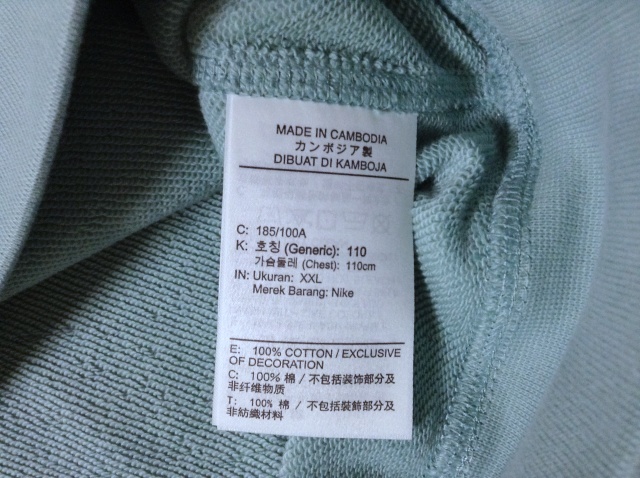 MADE IN CAMBODIA
カンボジア製
DIBUAT DI KAMBOJA
C: 185/100A
K: 호칭 (Generic): 110
가슴둘레 (Chest): 110cm
IN: Ukuran: XXL
Merek Barang: Nike
E: 100% COTTON / EXCLUSIVE
OF DECORATION
C: 100% 棉 / 不包括装饰部分及
非纤维物质
T: 100% 棉 / 不包括裝飾部分及
非紡織材料